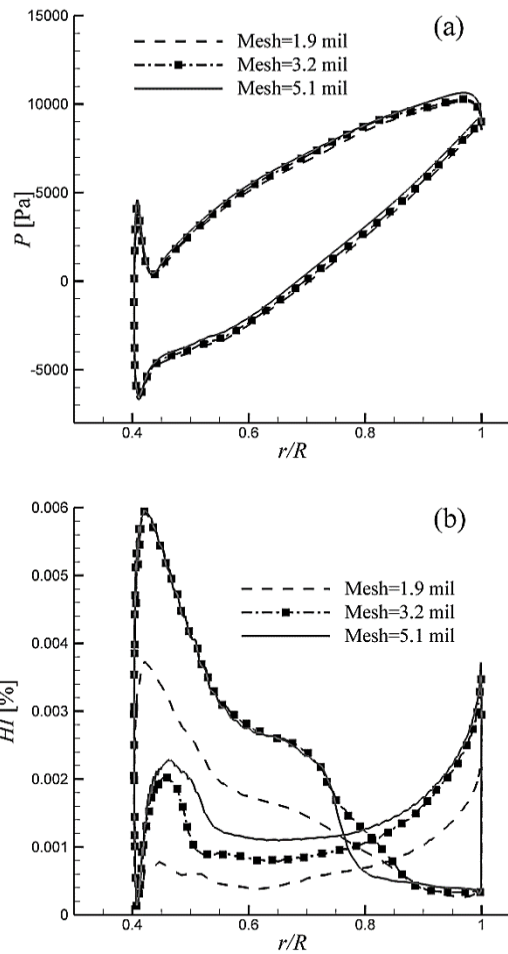 15000
(a)
Mesh=1.9 mil
Mesh=3.2 mil
Mesh=5.1 mil
10000
5000
P [Pa]
0
-5000
0.4 0.6 0.8 1
r/R
0.006
(b)
0.005
Mesh=1.9 mil
Mesh=3.2 mil
Mesh=5.1 mil
0.004
HI [%]
0.003
0.002
0.001
0
0.4 0.6 0.8 1
r/R